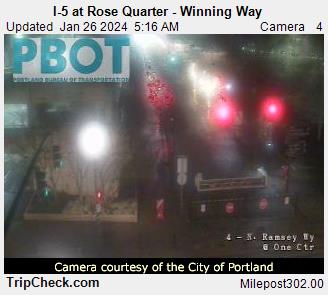 I-5 at Rose Quarter - Winning Way
Updated Jan 26 2024 5:16 AM Camera 4
PBOT
PORTLAND BUREAU OF TRANSPORTATION
4 - N. Ramsey Wy
@ One Ctr
Camera courtesy of the City of Portland
TripCheck.com Milepost302.00